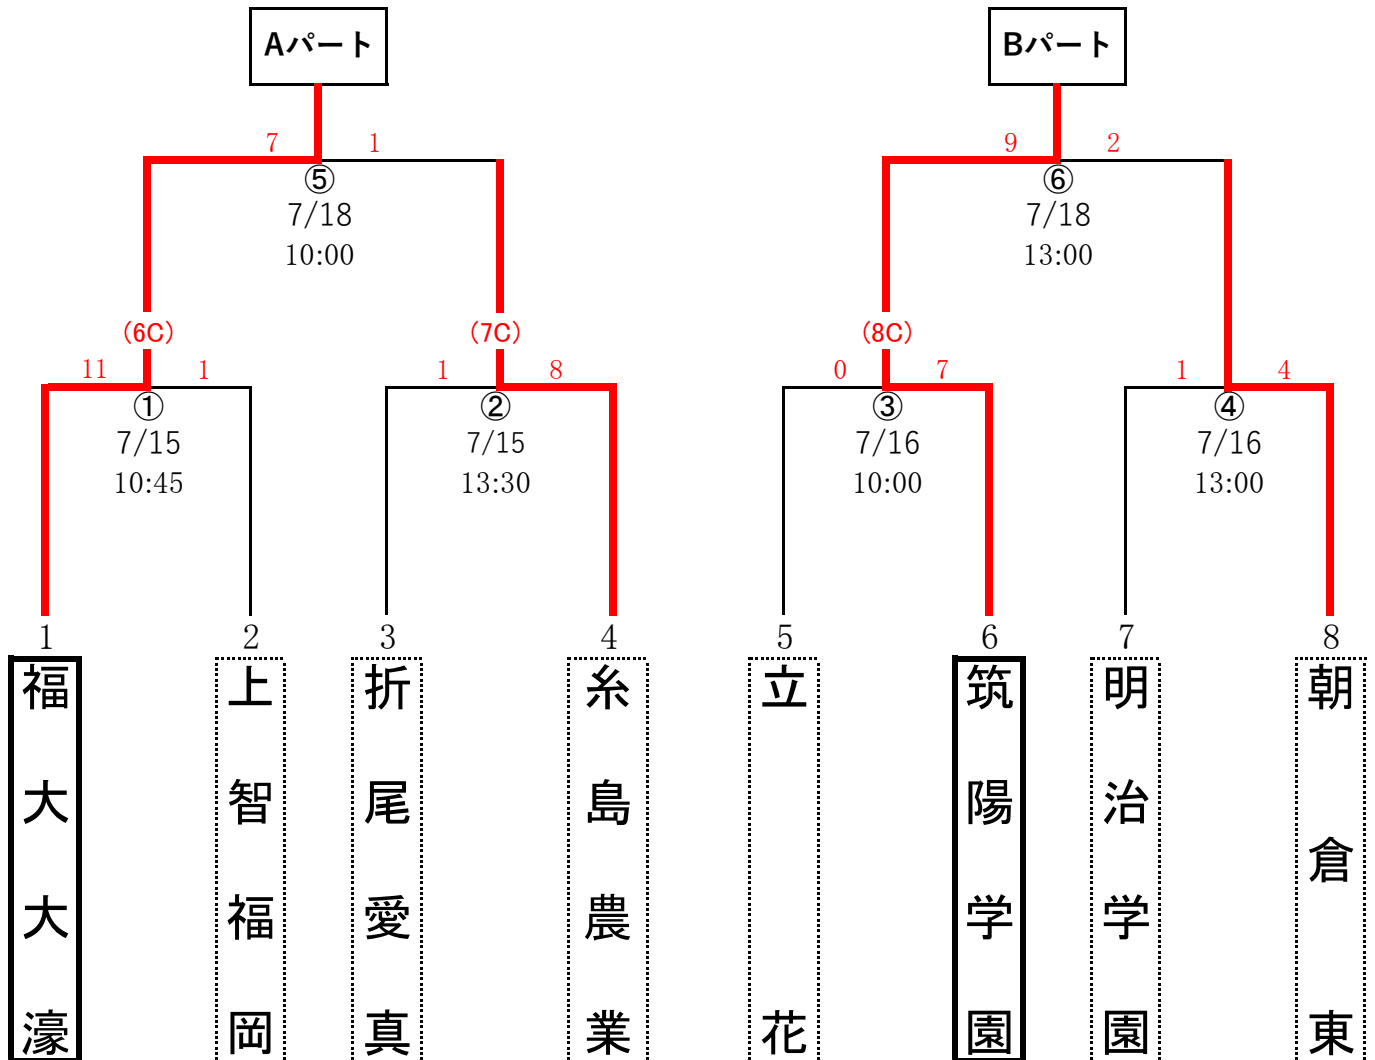 Aパート
Bパート
7 1
9 2
⑤
⑥
7/18
7/18
10:00
13:00
(6C)
(7C)
(8C)
11 1
1 8
0 7
1 4
①
②
③
④
7/15
7/15
7/16
7/16
10:45
13:30
10:00
13:00
1
2
3
4
5
6
7
8
福大大濠
上智福岡
折尾愛真
糸島農業
立花
筑陽学園
明治学園
朝倉東